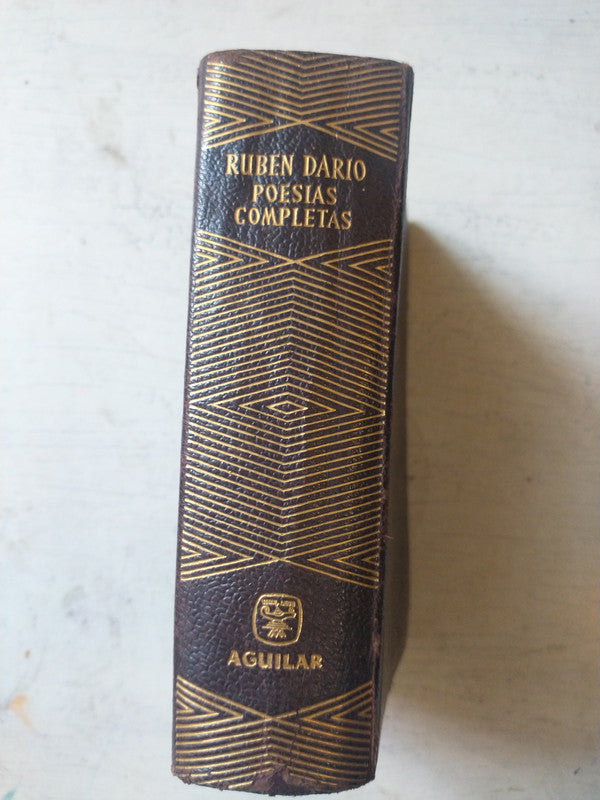 RUBEN DARIO
POESIAS
COMPLETAS
AGUILAR